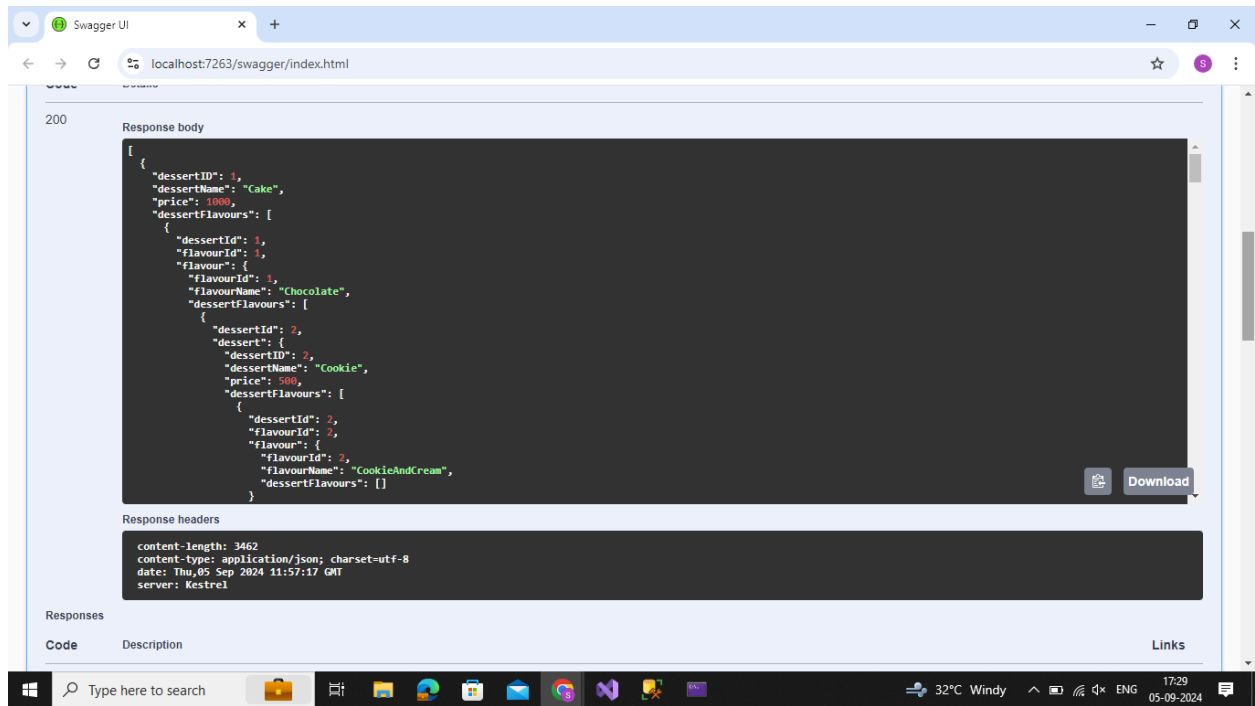 Swagger UI
localhost:7263/swagger/index.html
S
Code Details
200
Response body
[
  {
    "dessertID": 1,
    "dessertName": "Cake",
    "price": 1000,
    "dessertFlavours": [
      {
        "dessertId": 1,
        "flavourId": 1,
        "flavour": {
          "flavourId": 1,
          "flavourName": "Chocolate",
          "dessertFlavours": [
            {
              "dessertId": 2,
              "dessert": {
                "dessertID": 2,
                "dessertName": "Cookie",
                "price": 500,
                "dessertFlavours": [
                  {
                    "dessertId": 2,
                    "flavourId": 2,
                    "flavour": {
                      "flavourId": 2,
                      "flavourName": "CookieAndCream",
                      "dessertFlavours": []
                    }
Download
Response headers
content-length: 3462
content-type: application/json; charset=utf-8
date: Thu,05 Sep 2024 11:57:17 GMT
server: Kestrel
Responses
Code Description Links
Type here to search
32°C Windy
ENG
17:29
05-09-2024